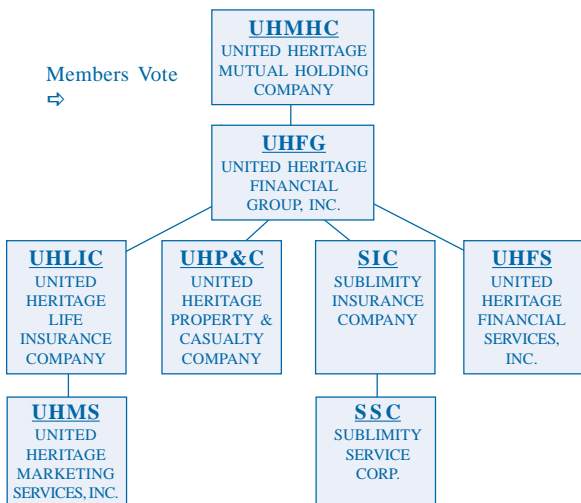 UHMHC
UNITED HERITAGE
MUTUAL HOLDING
COMPANY
Members Vote
⇨
UHFG
UNITED HERITAGE
FINANCIAL
GROUP, INC.
UHLIC
UNITED
HERITAGE
LIFE
INSURANCE
COMPANY
UHP&C
UNITED
HERITAGE
PROPERTY &
CASUALTY
COMPANY
SIC
SUBLIMITY
INSURANCE
COMPANY
UHFS
UNITED
HERITAGE
FINANCIAL
SERVICES,
INC.
UHMS
UNITED
HERITAGE
MARKETING
SERVICES, INC.
SSC
SUBLIMITY
SERVICE
CORP.